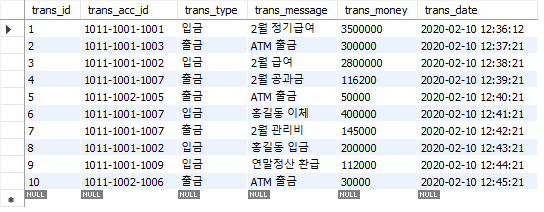 trans_id trans_acc_id trans_type trans_message trans_money trans_date
1 1011-1001-1001 입금 2월 정기급여 3500000 2020-02-10 12:36:12
2 1011-1001-1003 출금 ATM 출금 300000 2020-02-10 12:37:21
3 1011-1001-1002 입금 2월 급여 2800000 2020-02-10 12:38:21
4 1011-1001-1007 출금 2월 공과금 116200 2020-02-10 12:39:21
5 1011-1002-1005 출금 ATM 출금 50000 2020-02-10 12:40:21
6 1011-1001-1007 입금 홍길동 이체 400000 2020-02-10 12:41:21
7 1011-1001-1007 출금 2월 관리비 145000 2020-02-10 12:42:21
8 1011-1001-1002 입금 홍길동 입금 200000 2020-02-10 12:43:21
9 1011-1001-1009 입금 연말정산 환급 112000 2020-02-10 12:44:21
10 1011-1002-1006 출금 ATM 출금 30000 2020-02-10 12:45:21
NULL NULL NULL NULL NULL NULL